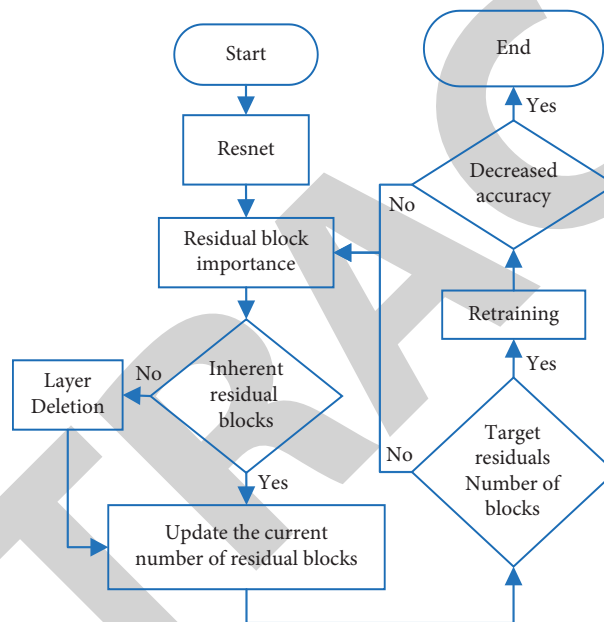 Start
Resnet
Residual block
importance
Inherent
residual
blocks
No
Layer
Deletion
Yes
Update the current
number of residual blocks
Target
residuals
Number of
blocks
No
Yes
Retraining
Decreased
accuracy
No
Yes
End
TRAC